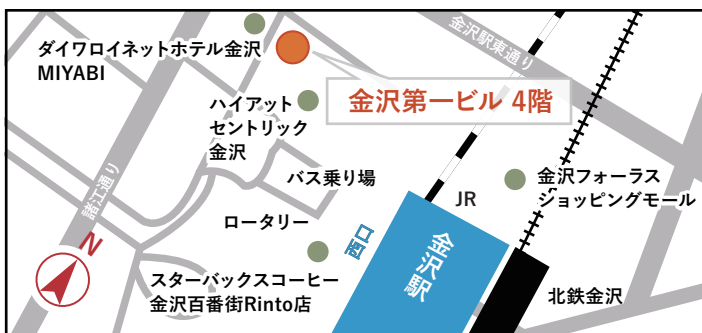 ダイワロイネットホテル金沢
MIYABI
金沢駅東通り
金沢第一ビル 4階
ハイアット
セントリック
金沢
バス乗り場
諸江通り
JR
金沢フォーラス
ショッピングモール
ロータリー
西口
金沢駅
N
スターバックスコーヒー
金沢百番街Rinto店
北鉄金沢